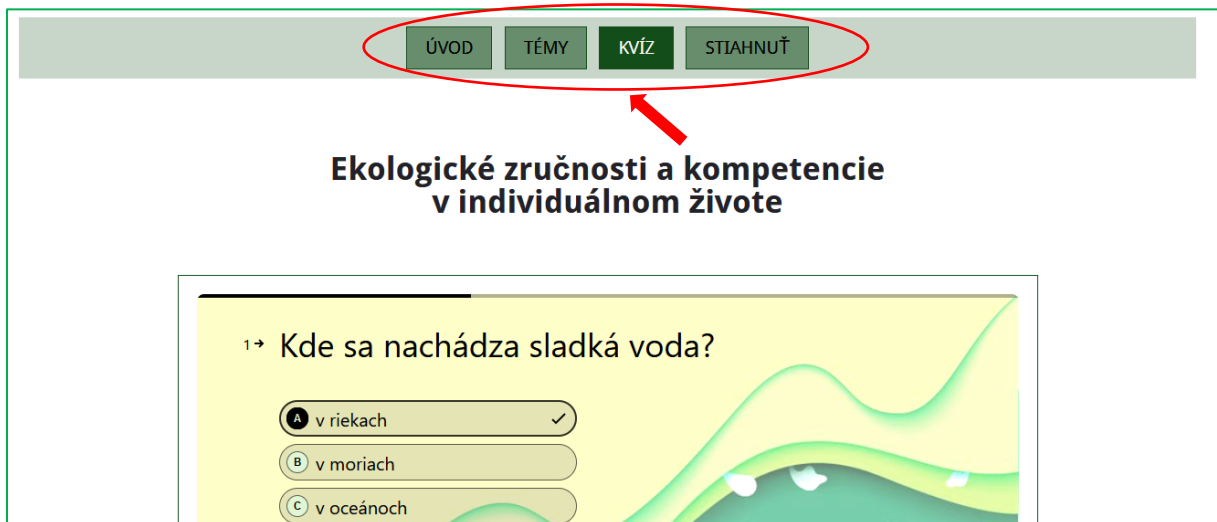 ÚVOD TÉMY KVÍZ STIAHNUŤ
Ekologické zručnosti a kompetencie
v individuálnom živote
1 Kde sa nachádza sladká voda?
A v riekach
B v moriach
C v oceánoch